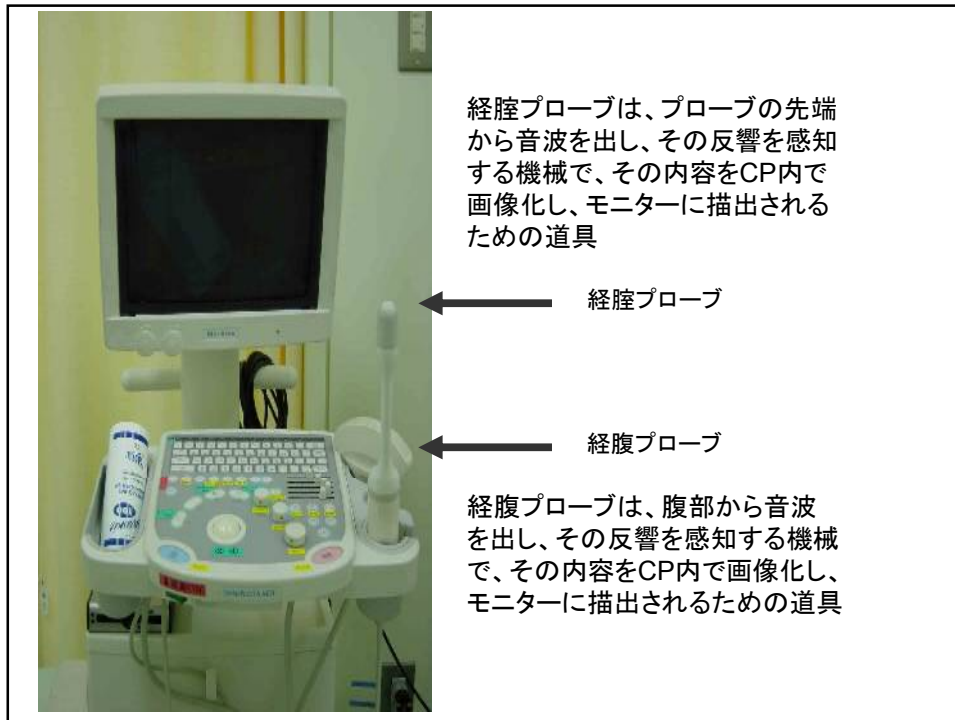 経腟プローブは、プローブの先端
から音波を出し、その反響を感知
する機械で、その内容をCP内で
画像化し、モニターに描出される
ための道具
経腟プローブ
経腹プローブ
経腹プローブは、腹部から音波
を出し、その反響を感知する機械
で、その内容をCP内で画像化し、
モニターに描出されるための道具